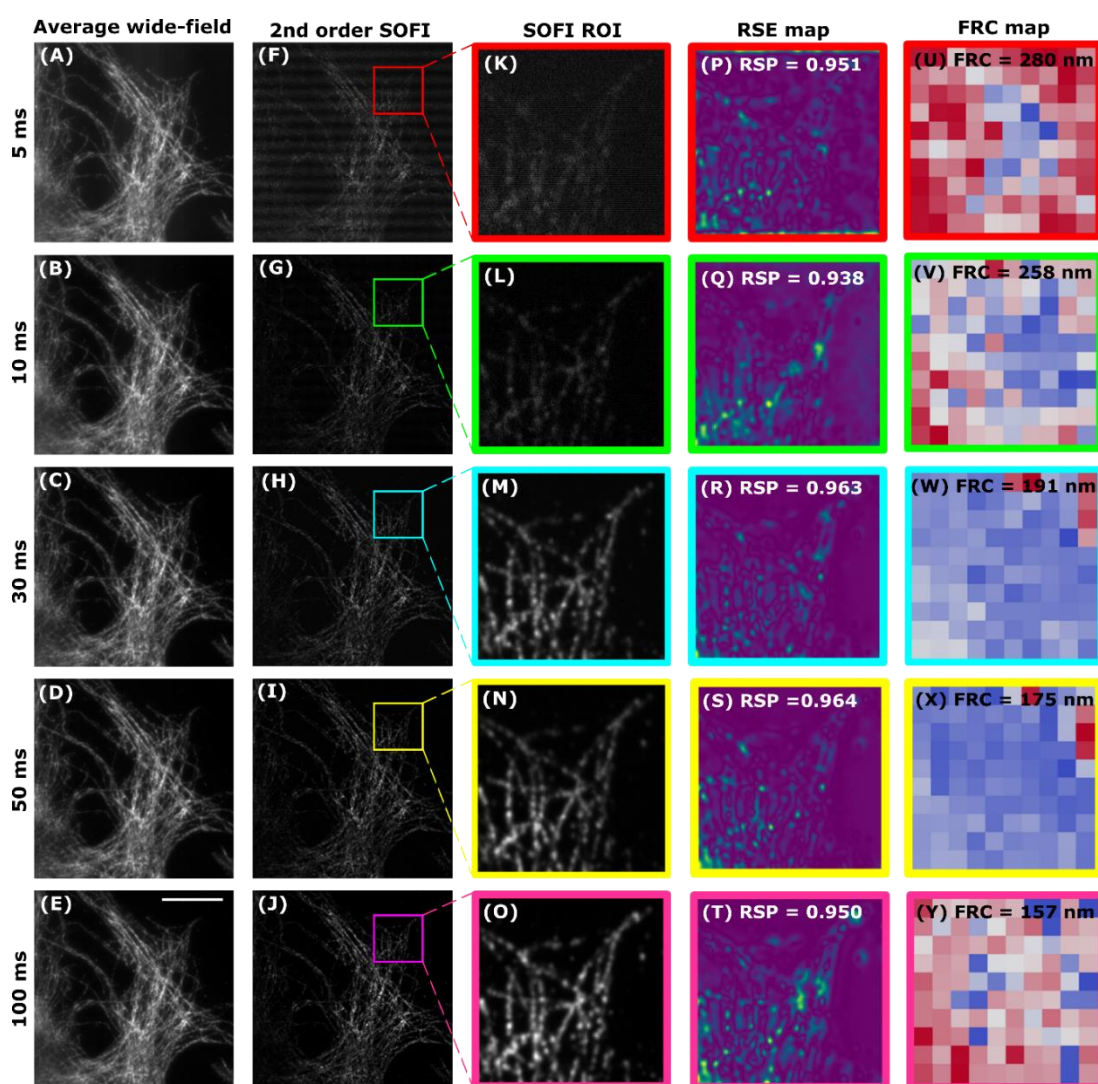 Average wide-field 2nd order SOFI SOFI ROI RSE map FRC map
5 ms (A) (F) (K) (P) RSP = 0.951 (U) FRC = 280 nm
10 ms (B) (G) (L) (Q) RSP = 0.938 (V) FRC = 258 nm
30 ms (C) (H) (M) (R) RSP = 0.963 (W) FRC = 191 nm
50 ms (D) (I) (N) (S) RSP =0.964 (X) FRC = 175 nm
100 ms (E) (J) (O) (T) RSP = 0.950 (Y) FRC = 157 nm